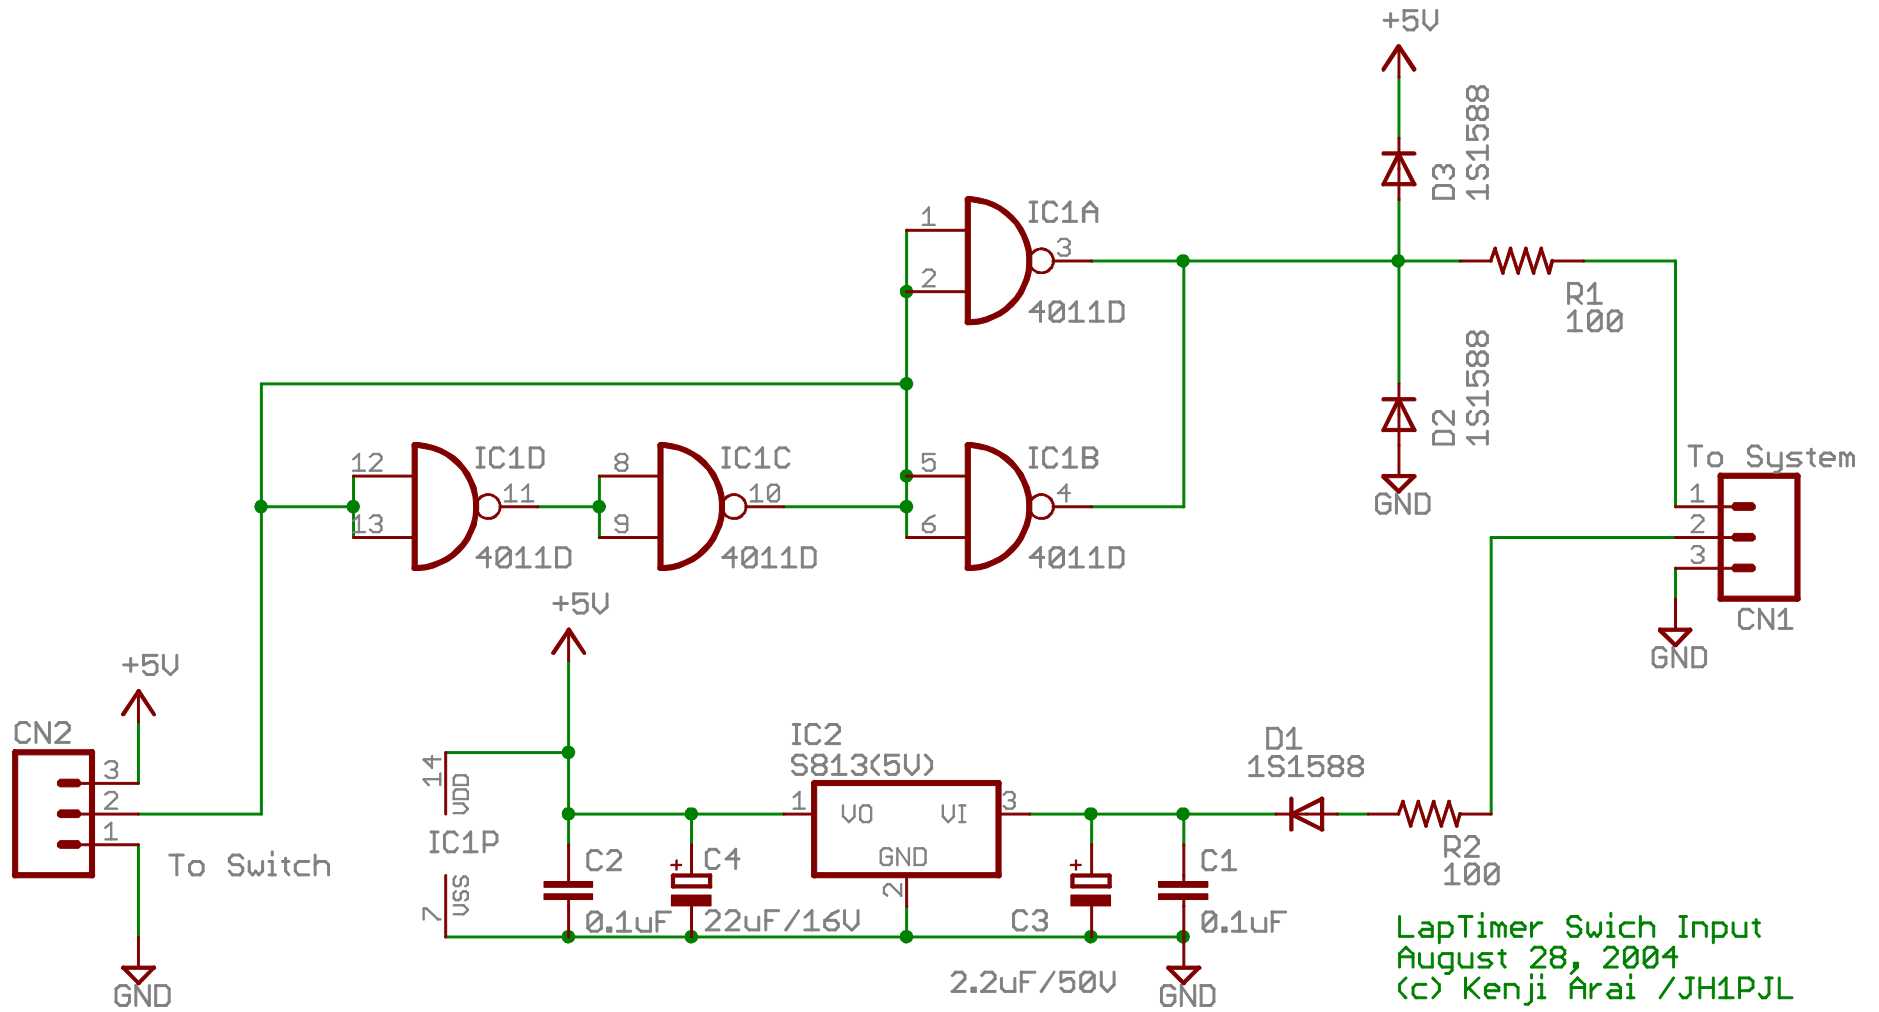 +5V
D3
1S1588
IC1A
1
2
3
4011D
R1
100
D2
1S1588
GND
IC1D
12
13
11
4011D
IC1C
8
9
10
4011D
IC1B
5
6
4
4011D
To System
1
2
3
CN1
GND
+5V
+5V
CN2
3
2
1
To Switch
GND
14
VDD
IC1P
7
VSS
IC2
S813(5V)
1
VO
VI
3
GND
2
D1
1S1588
R2
100
C2
0.1uF
C4
22uF/16V
C3
2.2uF/50V
C1
0.1uF
GND
LapTimer Swich Input
August 28, 2004
(c) Kenji Arai /JH1PJL